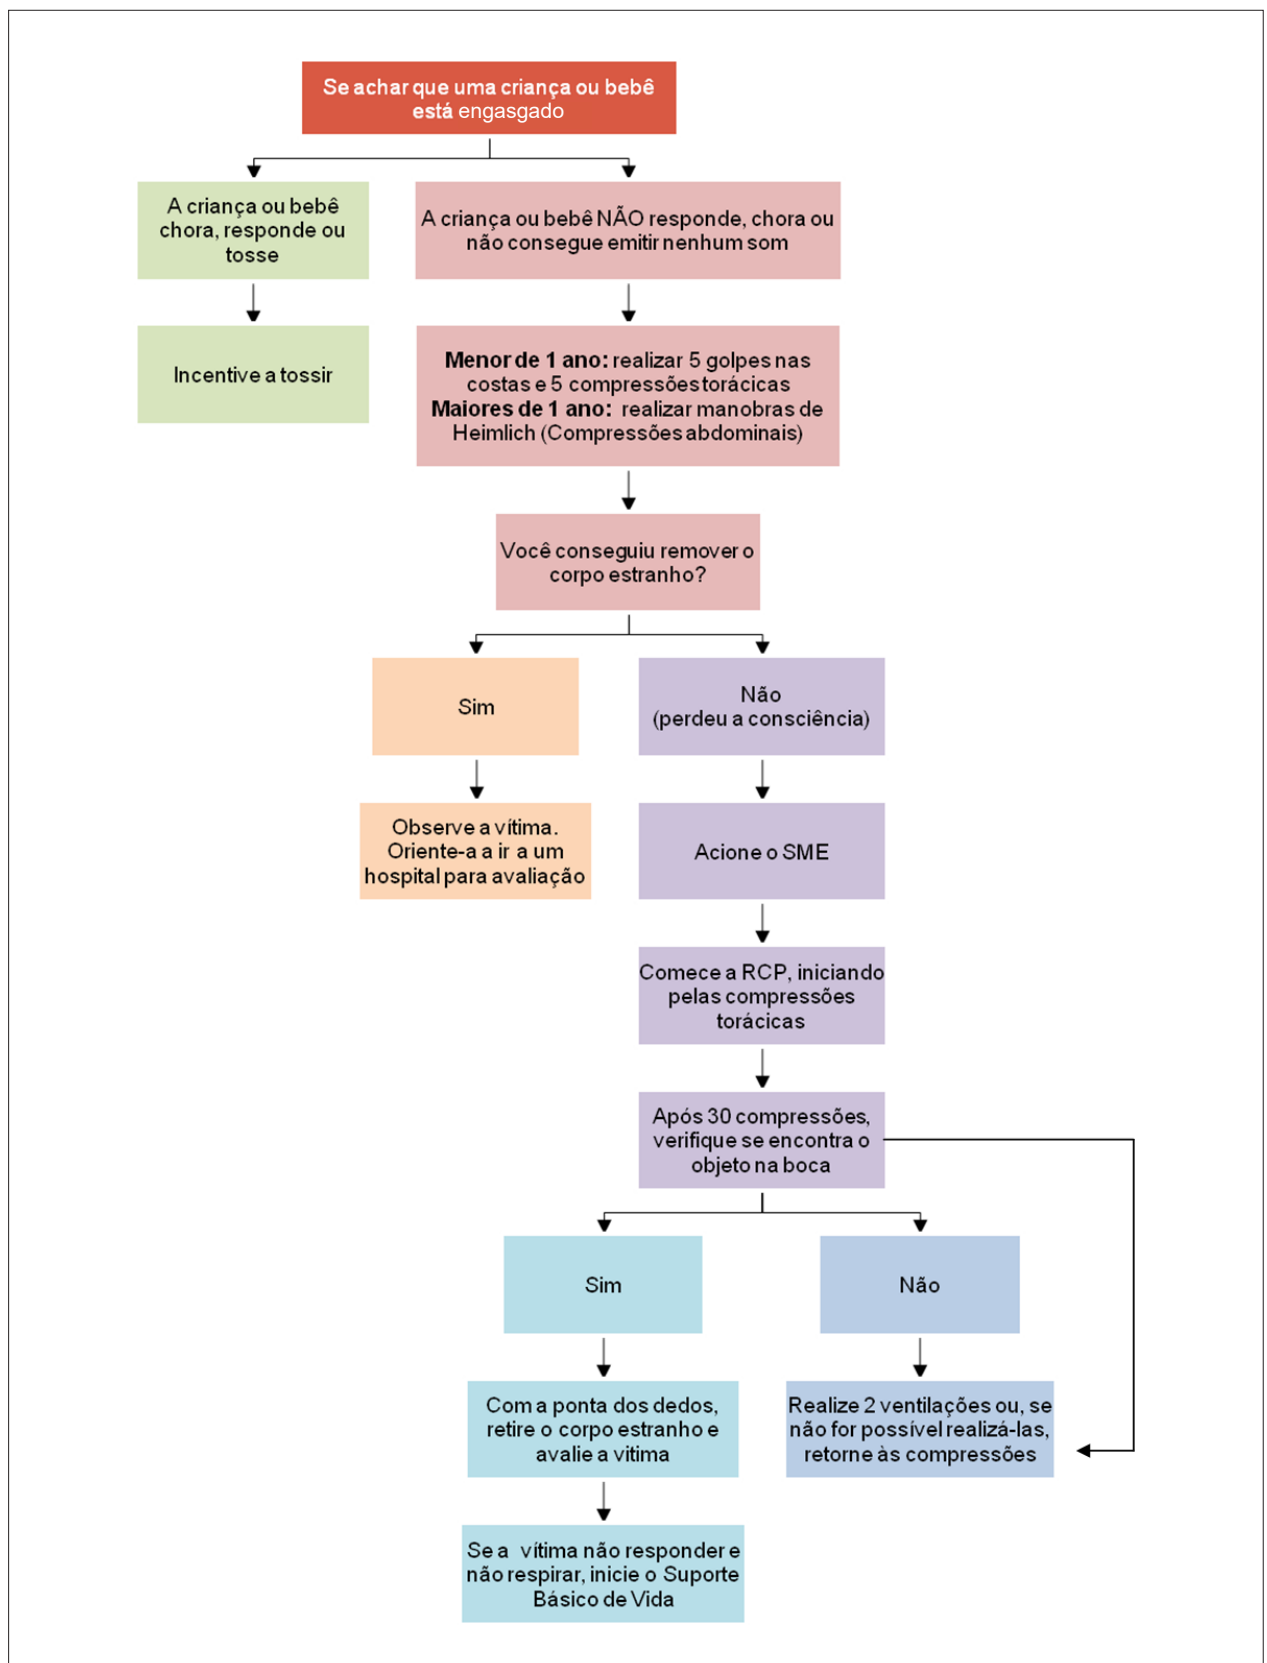 Se achar que uma criança ou bebê
está engasgado
A criança ou bebê
chora, responde ou
tosse
A criança ou bebê NÃO responde, chora ou
não consegue emitir nenhum som
Incentive a tossir
Menor de 1 ano: realizar 5 golpes nas
costas e 5 compressões torácicas
Maiores de 1 ano: realizar manobras de
Heimlich (Compressões abdominais)
Você conseguiu remover o
corpo estranho?
Sim
Não
(perdeu a consciência)
Observe a vítima.
Oriente-a a ir a um
hospital para avaliação
Acione o SME
Comece a RCP, iniciando
pelas compressões
torácicas
Após 30 compressões,
verifique se encontra o
objeto na boca
Sim
Não
Com a ponta dos dedos,
retire o corpo estranho e
avalie a vitima
Realize 2 ventilações ou, se
não for possível realizá-las,
retorne às compressões
Se a vítima não responder e
não respirar, inicie o Suporte
Básico de Vida